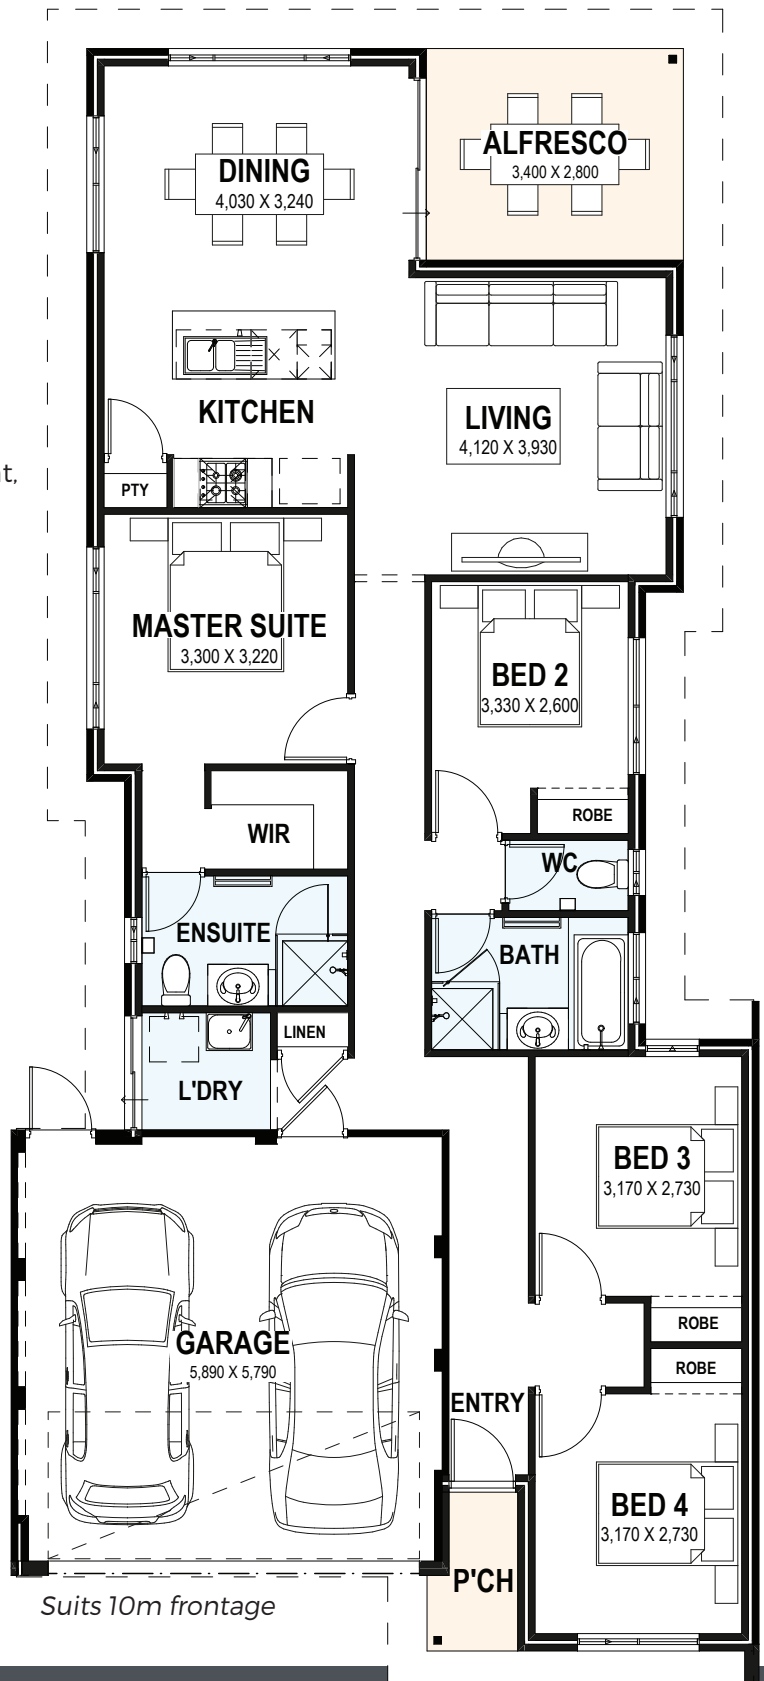 ALFRESCO
3,400 X 2,800
DINING
4,030 X 3,240
KITCHEN
LIVING
4,120 X 3,930
t,
PTY
MASTER SUITE
3,300 X 3,220
BED 2
3,330 X 2,600
ROBE
WIR
WC
ENSUITE
BATH
LINEN
L'DRY
BED 3
3,170 X 2,730
ROBE
GARAGE
5,890 X 5,790
ROBE
ENTRY
BED 4
3,170 X 2,730
P'CH
Suits 10m frontage